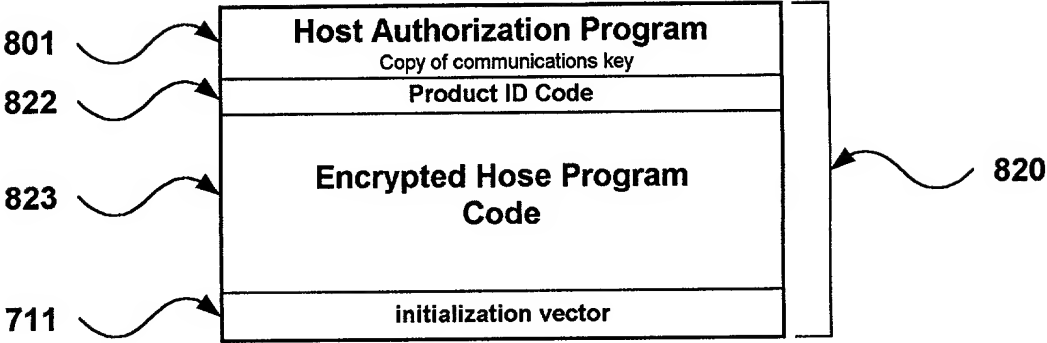 801
Host Authorization Program
Copy of communications key
822
Product ID Code
823
Encrypted Hose Program
Code
820
711
initialization vector